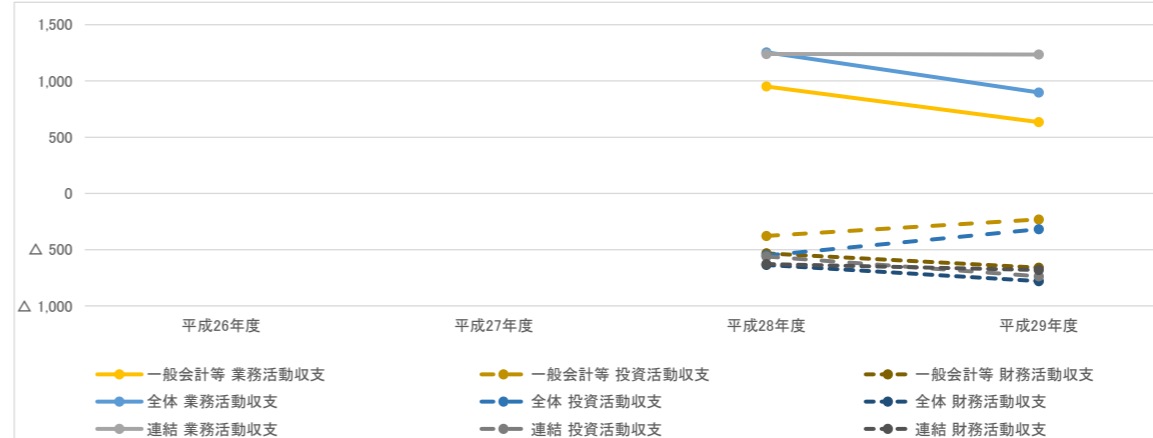 1,500
1,000
500
0
△ 500
△ 1,000
平成26年度 平成27年度 平成28年度 平成29年度
一般会計等 業務活動収支 一般会計等 投資活動収支 一般会計等 財務活動収支
全体 業務活動収支 全体 投資活動収支 全体 財務活動収支
連結 業務活動収支 連結 投資活動収支 連結 財務活動収支